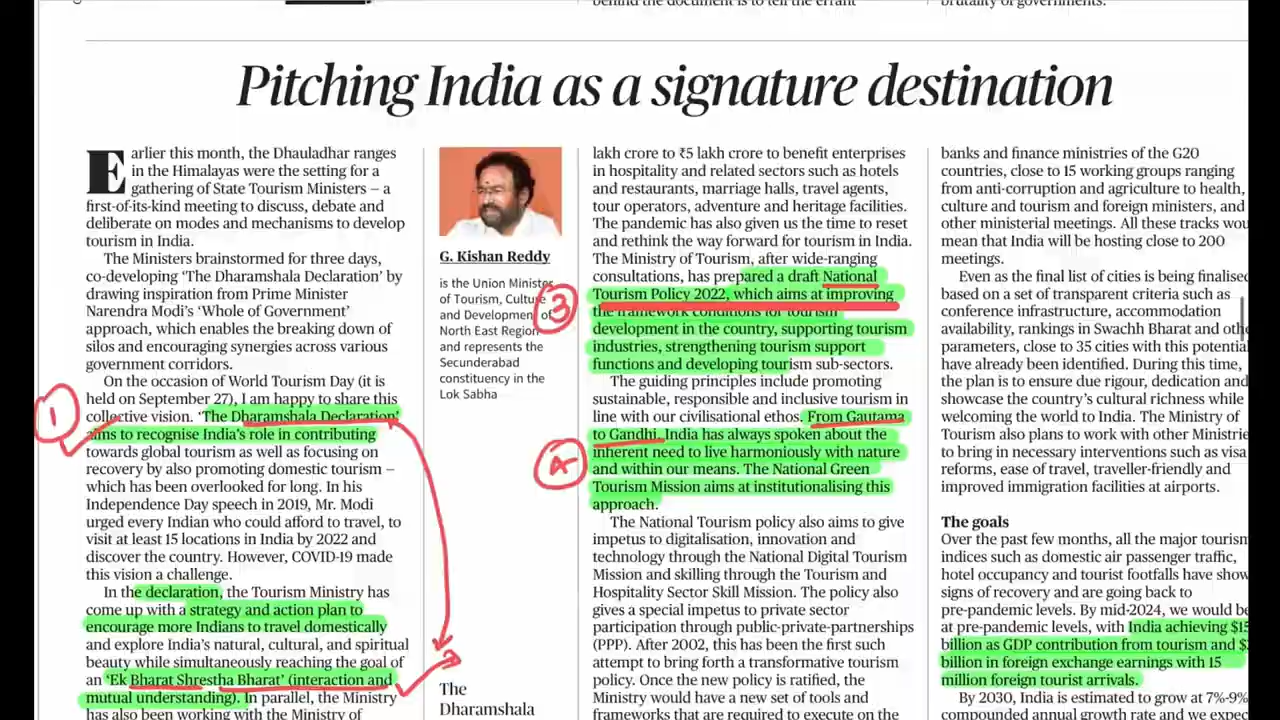 behind the document is to tell the errant
brutality of governments.
Pitching India as a signature destination
Earlier this month, the Dhauladhar ranges
in the Himalayas were the setting for a
gathering of State Tourism Ministers – a
first-of-its-kind meeting to discuss, debate and
deliberate on modes and mechanisms to develop
tourism in India.
The Ministers brainstormed for three days,
co-developing ‘The Dharamshala Declaration’ by
drawing inspiration from Prime Minister
Narendra Modi’s ‘Whole of Government’
approach, which enables the breaking down of
silos and encouraging synergies across various
government corridors.
On the occasion of World Tourism Day (it is
held on September 27), I am happy to share this
collective vision. ‘The Dharamshala Declaration’
aims to recognise India’s role in contributing
towards global tourism as well as focusing on
recovery by also promoting domestic tourism –
which has been overlooked for long. In his
Independence Day speech in 2019, Mr. Modi
urged every Indian who could afford to travel, to
visit at least 15 locations in India by 2022 and
discover the country. However, COVID-19 made
this vision a challenge.
In the declaration, the Tourism Ministry has
come up with a strategy and action plan to
encourage more Indians to travel domestically
and explore India’s natural, cultural, and spiritual
beauty while simultaneously reaching the goal of
an ‘Ek Bharat Shrestha Bharat’ (interaction and
mutual understanding). In parallel, the Ministry
has also been working with the Ministry of
1
G. Kishan Reddy
is the Union Minister
of Tourism, Culture
and Development of
North East Region
and represents the
Secunderabad
constituency in the
Lok Sabha
The
Dharamshala
3
lakh crore to ₹5 lakh crore to benefit enterprises
in hospitality and related sectors such as hotels
and restaurants, marriage halls, travel agents,
tour operators, adventure and heritage facilities.
The pandemic has also given us the time to reset
and rethink the way forward for tourism in India.
The Ministry of Tourism, after wide-ranging
consultations, has prepared a draft National
Tourism Policy 2022, which aims at improving
the framework conditions for tourism
development in the country, supporting tourism
industries, strengthening tourism support
functions and developing tourism sub-sectors.
The guiding principles include promoting
sustainable, responsible and inclusive tourism in
line with our civilisational ethos. From Gautama
to Gandhi, India has always spoken about the
inherent need to live harmoniously with nature
and within our means. The National Green
Tourism Mission aims at institutionalising this
approach.
The National Tourism policy also aims to give
impetus to digitalisation, innovation and
technology through the National Digital Tourism
Mission and skilling through the Tourism and
Hospitality Sector Skill Mission. The policy also
gives a special impetus to private sector
participation through public-private-partnerships
(PPP). After 2002, this has been the first such
attempt to bring forth a transformative tourism
policy. Once the new policy is ratified, the
Ministry would have a new set of tools and
frameworks that are required to execute on the
banks and finance ministries of the G20
countries, close to 15 working groups ranging
from anti-corruption and agriculture to health,
culture and tourism and foreign ministries, and
other ministerial meetings. All these tracks wou
mean that India will be hosting close to 200
meetings.
Even as the final list of cities is being finalised
based on a set of transparent criteria such as
conference infrastructure, accommodation
availability, rankings in Swachh Bharat and oth
parameters, close to 35 cities with this potential
have already been identified. During this time,
the plan is to ensure due rigour, dedication and
showcase the country’s cultural richness while
welcoming the world to India. The Ministry of
Tourism also plans to work with other Ministrie
to bring in necessary interventions such as visa
reforms, ease of travel, traveller-friendly and
improved immigration facilities at airports.
The goals
Over the past few months, all the major tourism
indices such as domestic air passenger traffic,
hotel occupancy and tourist footfalls have show
signs of recovery and are going back to
pre-pandemic levels. By mid-2024, we would be
at pre-pandemic levels, with India achieving $15
billion as GDP contribution from tourism and $
billion in foreign exchange earnings with 15
million foreign tourist arrivals.
By 2030, India is estimated to grow at 7%-9%
compounded annual growth rate and we expec